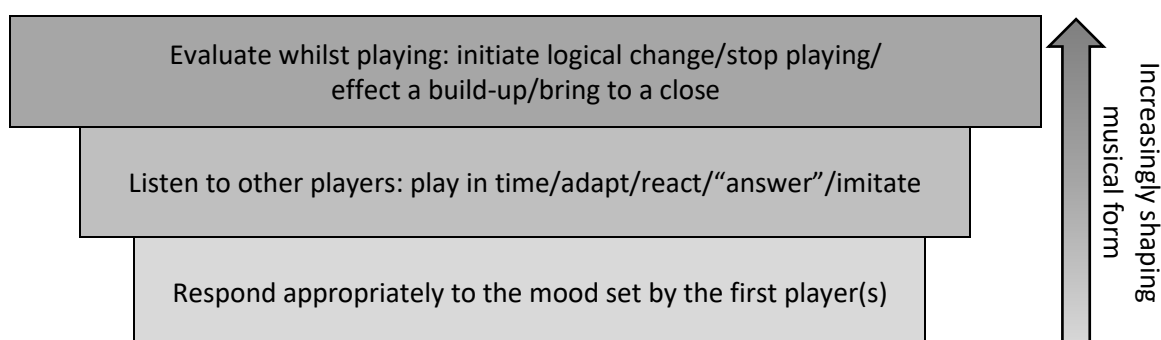 Evaluate whilst playing: initiate logical change/stop playing/
effect a build-up/bring to a close
Listen to other players: play in time/adapt/react/“answer”/imitate
Respond appropriately to the mood set by the first player(s)
Increasingly shaping
musical form